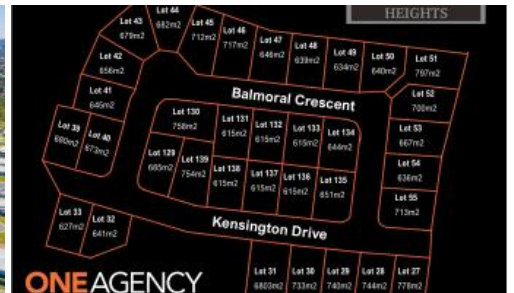 HEIGHTS
Lot 44
682m2
Lot 43
679m2
Lot 45
712m2
Lot 46
717m2
Lot 47
646m2
Lot 48
639m2
Lot 49
634m2
Lot 50
640m2
Lot 51
797m2
Lot 42
656m2
Lot 41
646m2
Lot 52
700m2
Balmoral Crescent
Lot 39
680m2
Lot 40
673m2
Lot 130
758m2
Lot 131
615m2
Lot 132
615m2
Lot 133
615m2
Lot 134
644m2
Lot 53
667m2
Lot 129
685m2
Lot 139
754m2
Lot 138
615m2
Lot 137
615m2
Lot 136
615m2
Lot 135
651m2
Lot 54
636m2
Lot 55
713m2
Lot 33
627m2
Lot 32
641m2
Kensington Drive
Lot 31
6803m2
Lot 30
733m2
Lot 29
740m2
Lot 28
744m2
Lot 27
778m2
ONEAGENCY